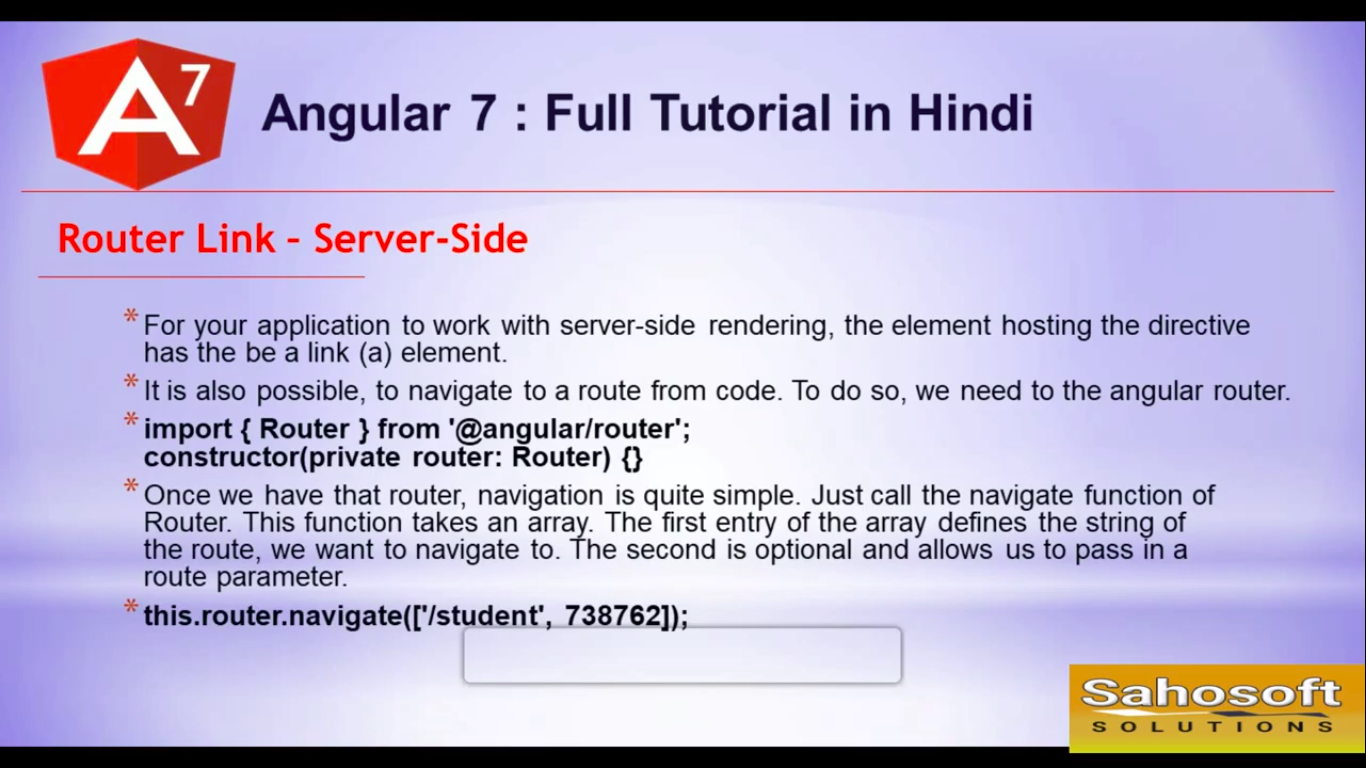 A7
Angular 7 : Full Tutorial in Hindi
Router Link – Server-Side
* For your application to work with server-side rendering, the element hosting the directive
has the be a link (a) element.
* It is also possible, to navigate to a route from code. To do so, we need to the angular router.
* import { Router } from '@angular/router';
constructor(private router: Router) {}
* Once we have that router, navigation is quite simple. Just call the navigate function of
Router. This function takes an array. The first entry of the array defines the string of
the route, we want to navigate to. The second is optional and allows us to pass in a
route parameter.
* this.router.navigate(['/student', 738762]);
Sahosoft
SOLUTIONS